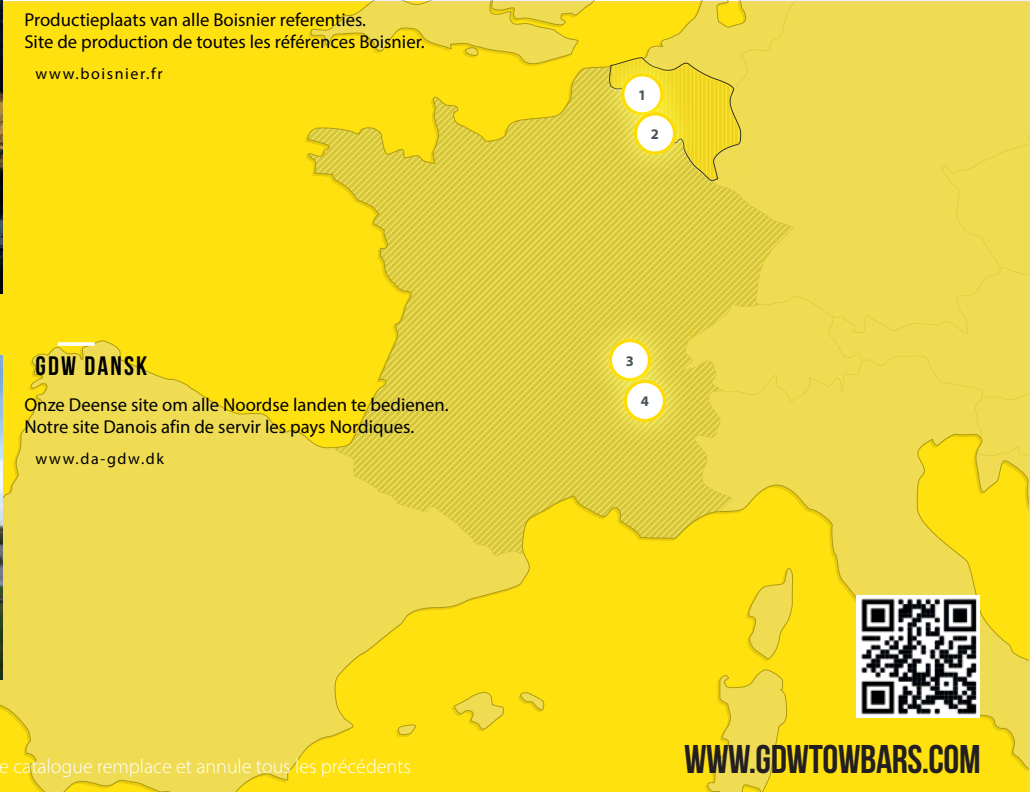 Productieplaats van alle Boisnier referenties.
Site de production de toutes les références Boisnier.
www.boisnier.fr
1
2
3
4
GDW DANSK
Onze Deense site om alle Noordse landen te bedienen.
Notre site Danois afin de servir les pays Nordiques.
www.da-gdw.dk
catalogue remplace et annule tous les précédents
WWW.GDWTOWBARS.COM